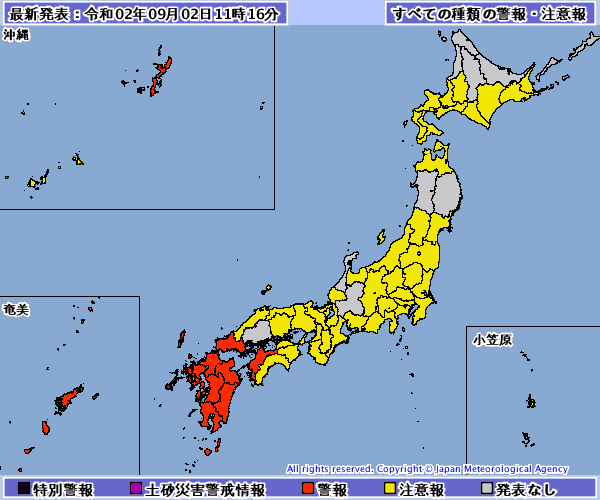 最新発表：令和02年09月02日11時16分
すべての種類の警報・注意報
沖縄
奄美
小笠原
All rights reserved. Copyright © Japan Meteorological Agency
特別警報
土砂災害警戒情報
警報
注意報
発表なし